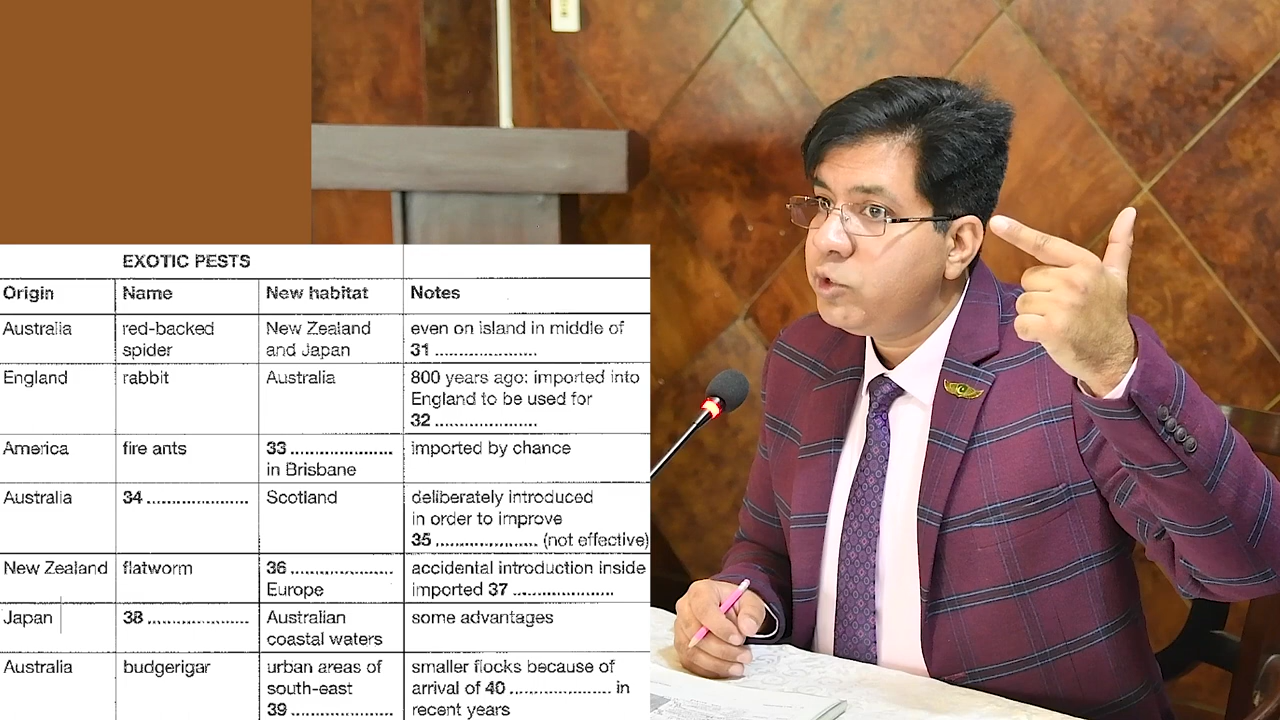 EXOTIC PESTS
Origin Name New habitat Notes
Australia red-backed spider New Zealand and Japan even on island in middle of 31 ......................
England rabbit Australia 800 years ago: imported into England to be used for 32 ......................
America fire ants 33 ...................... in Brisbane imported by chance
Australia 34 ...................... Scotland deliberately introduced in order to improve 35 ...................... (not effective)
New Zealand flatworm 36 ...................... Europe accidental introduction inside imported 37 ......................
Japan 38 ...................... Australian coastal waters some advantages
Australia budgerigar urban areas of south-east 39 ...................... smaller flocks because of arrival of 40 ...................... in recent years